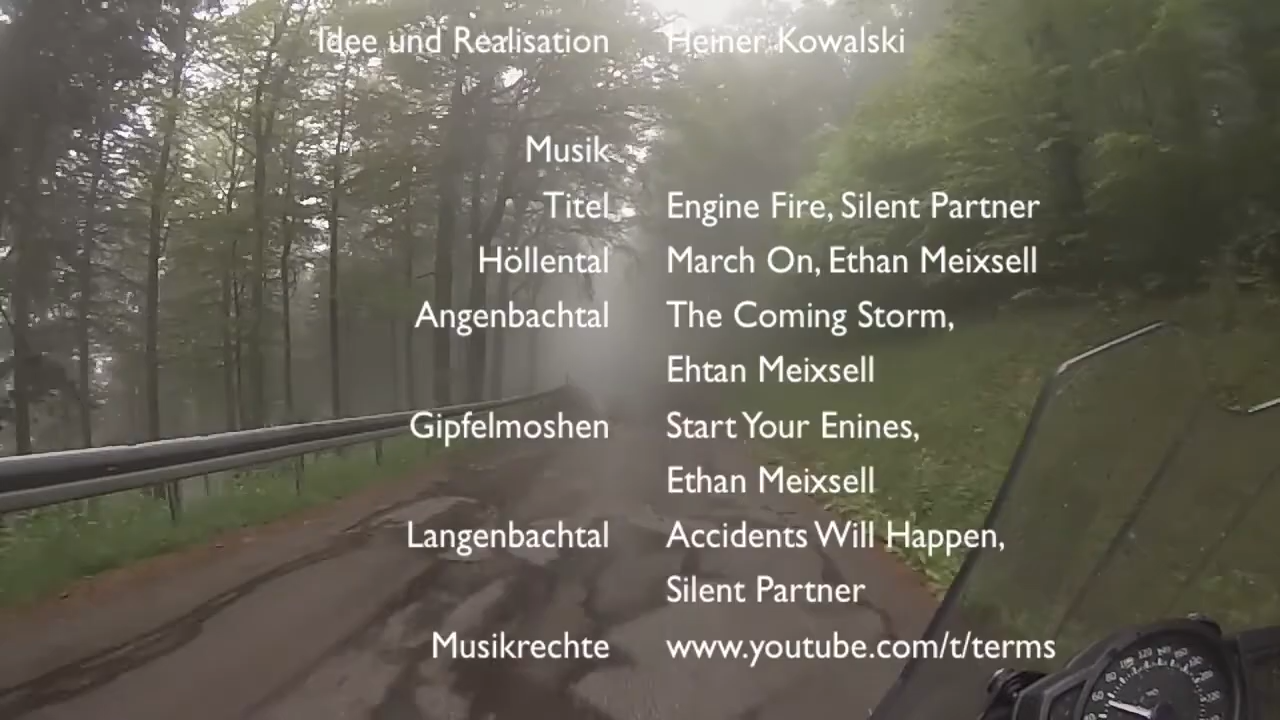 Idee und Realisation Heiner Kowalski
Musik
Titel Engine Fire, Silent Partner
Höllental March On, Ethan Meixsell
Angenbachtal The Coming Storm,
Ehtan Meixsell
Gipfelmoshen Start Your Enines,
Ethan Meixsell
Langenbachtal Accidents Will Happen,
Silent Partner
Musikrechte www.youtube.com/t/terms